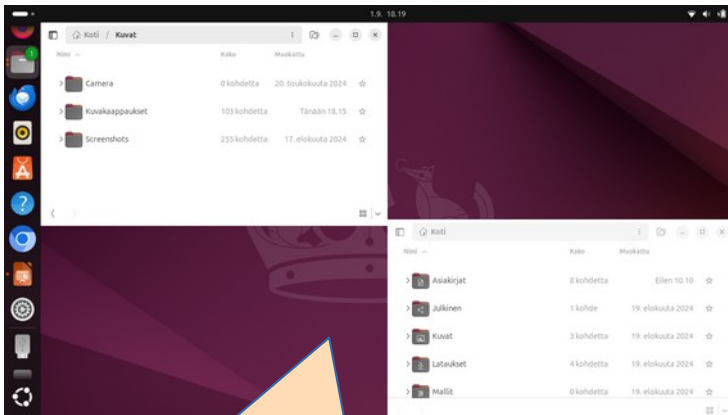 1.9. 10.19
Koti / Kuvat
Nimi Koko Muokattu
Camera 0 kohdetta 20. toukokuuta 2024
Kuvakaappaukset 103 kohdetta Tänään 10.15
Screenshots 255 kohdetta 17. elokuuta 2024
Koti
Nimi Koko Muokattu
Asiakirjat 8 kohdetta Eilen 10.10
Julkinen 1 kohde 19. elokuuta 2024
Kuvat 3 kohdetta 19. elokuuta 2024
Lataukset 4 kohdetta 19. elokuuta 2024
Mallit 0 kohdetta 19. elokuuta 2024